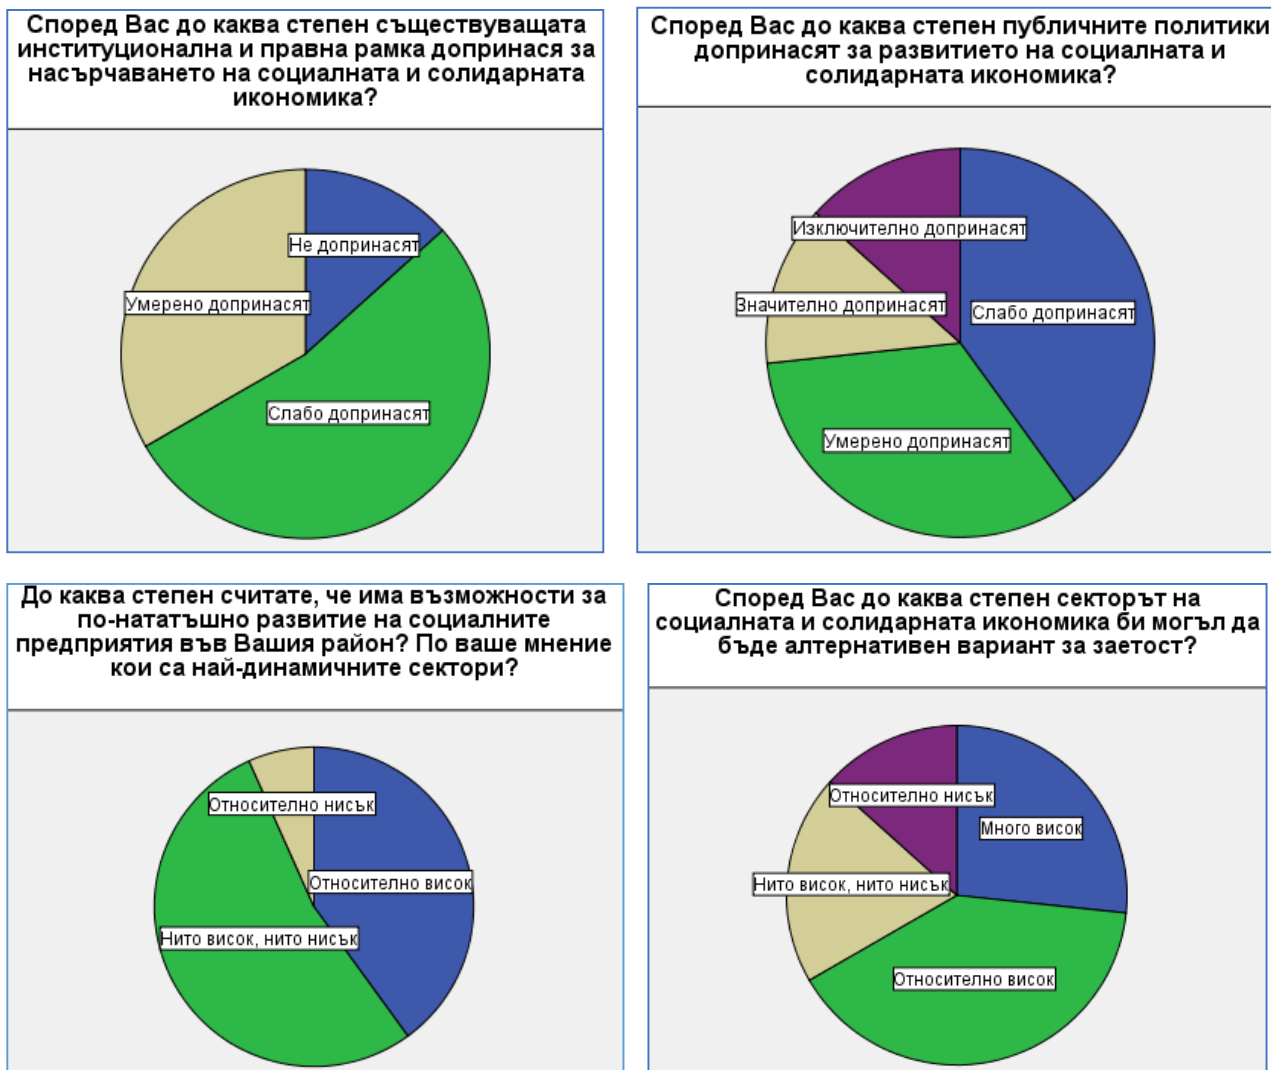 Според Вас до каква степен съществуващата
институционална и правна рамка допринася за
насърчаването на социалната и солидарната
икономика?
Не допринасят
Умерено допринасят
Слабо допринасят
Според Вас до каква степен публичните политики
допринасят за развитието на социалната и
солидарната икономика?
Изключително допринасят
Значително допринасят
Слабо допринасят
Умерено допринасят
До каква степен считате, че има възможности за
по-нататъшно развитие на социалните
предприятия във Вашия район? По ваше мнение
кои са най-динамичните сектори?
Относително нисък
Относително висок
Нито висок, нито нисък
Според Вас до каква степен секторът на
социалната и солидарната икономика би могъл да
бъде алтернативен вариант за заетост?
Относително нисък
Много висок
Нито висок, нито нисък
Относително висок